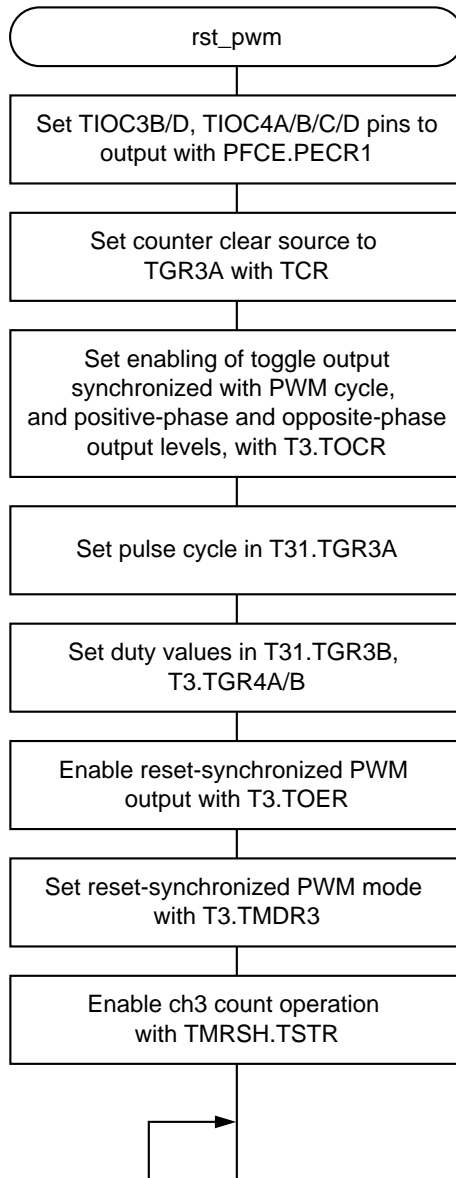 rst_pwm
Set TIOC3B/D, TIOC4A/B/C/D pins to
output with PFCE.PECR1
Set counter clear source to
TGR3A with TCR
Set enabling of toggle output
synchronized with PWM cycle,
and positive-phase and opposite-phase
output levels, with T3.TOCR
Set pulse cycle in T31.TGR3A
Set duty values in T31.TGR3B,
T3.TGR4A/B
Enable reset-synchronized PWM
output with T3.TOER
Set reset-synchronized PWM mode
with T3.TMDR3
Enable ch3 count operation
with TMRSH.TSTR